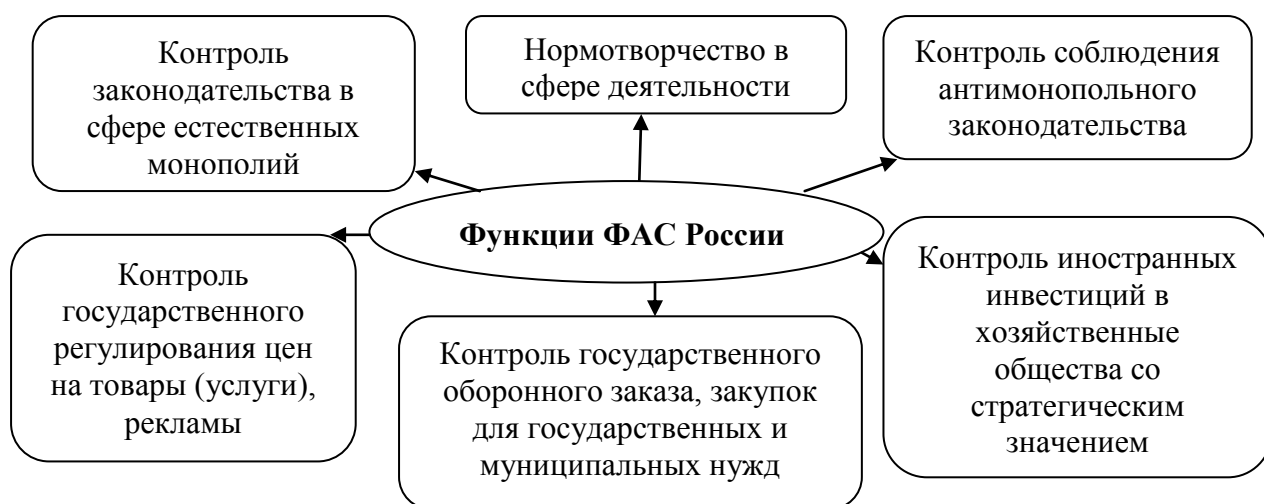 Контроль
законодательства в
сфере естественных
монополий
Нормотворчество в
сфере деятельности
Контроль соблюдения
антимонопольного
законодательства
Функции ФАС России
Контроль
государственного
регулирования цен
на товары (услуги),
рекламы
Контроль государственного
оборонного заказа, закупок
для государственных и
муниципальных нужд
Контроль иностранных
инвестиций в
хозяйственные
общества со
стратегическим
значением